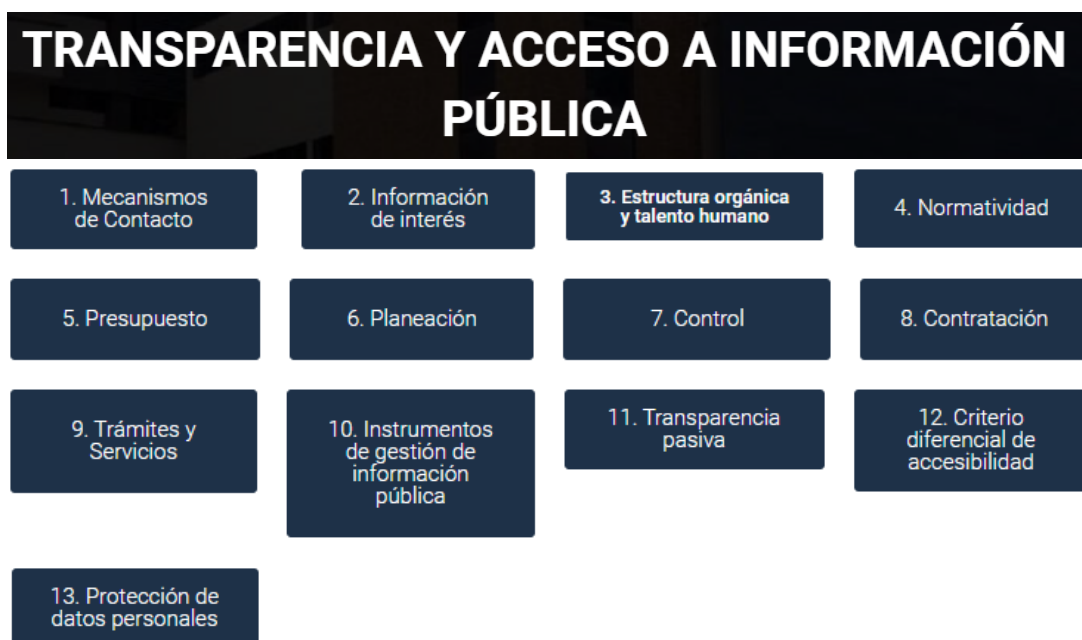 TRANSPARENCIA Y ACCESO A INFORMACIÓN
PÚBLICA
1. Mecanismos
de Contacto
2. Información
de interés
3. Estructura orgánica
y talento humano
4. Normatividad
5. Presupuesto
6. Planeación
7. Control
8. Contratación
9. Trámites y
Servicios
10. Instrumentos
de gestión de
información
pública
11. Transparencia
pasiva
12. Criterio
diferencial de
accesibilidad
13. Protección de
datos personales